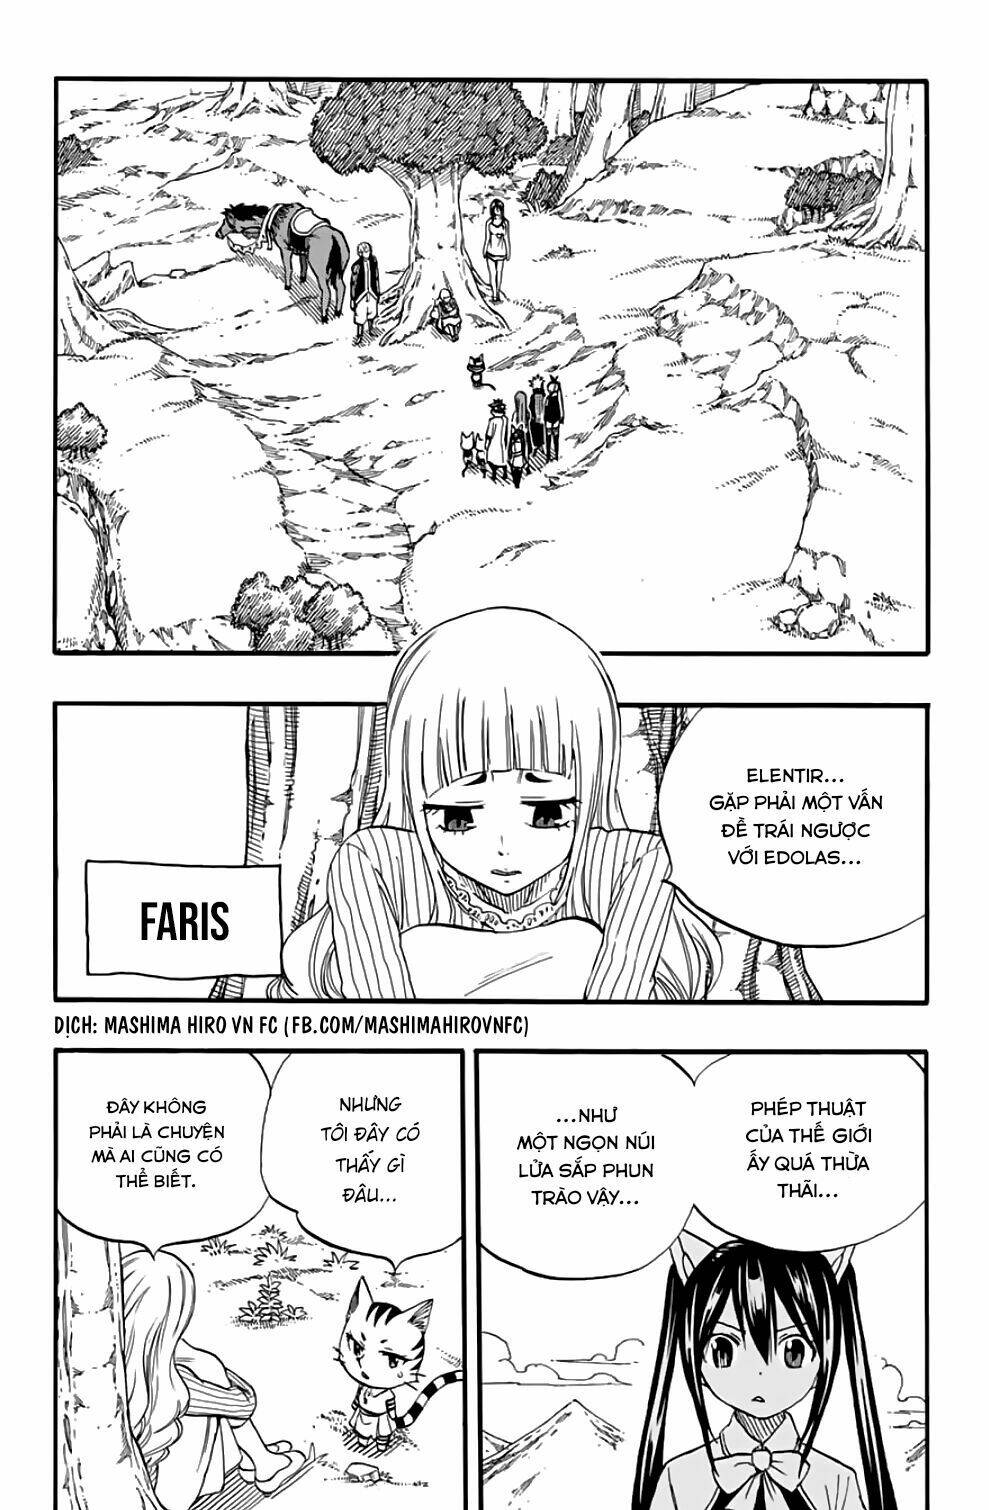 ELENTIR...
GẶP PHẢI MỘT VẤN
ĐỀ TRÁI NGƯỢC
VỚI EDOLAS...
FARIS
DỊCH: MASHIMA HIRO VN FC (FB.COM/MASHIMAHIROVNFC)
PHÉP THUẬT
CỦA THẾ GIỚI
ẤY QUÁ THỪA
THÃI...
...NHƯ
MỘT NGỌN NÚI
LỬA SẮP PHUN
TRÀO VẬY...
NHƯNG
TÔI ĐÂY CÓ
THẤY GÌ
ĐÂU...
ĐÂY KHÔNG
PHẢI LÀ CHUYỆN
MÀ AI CŨNG CÓ
THỂ BIẾT.